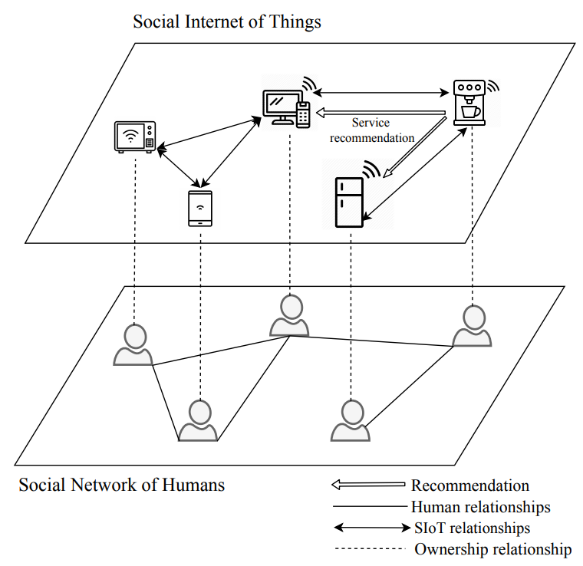 Social Internet of Things
Service
recommendation
Social Network of Humans
Recommendation
Human relationships
SIoT relationships
Ownership relationship